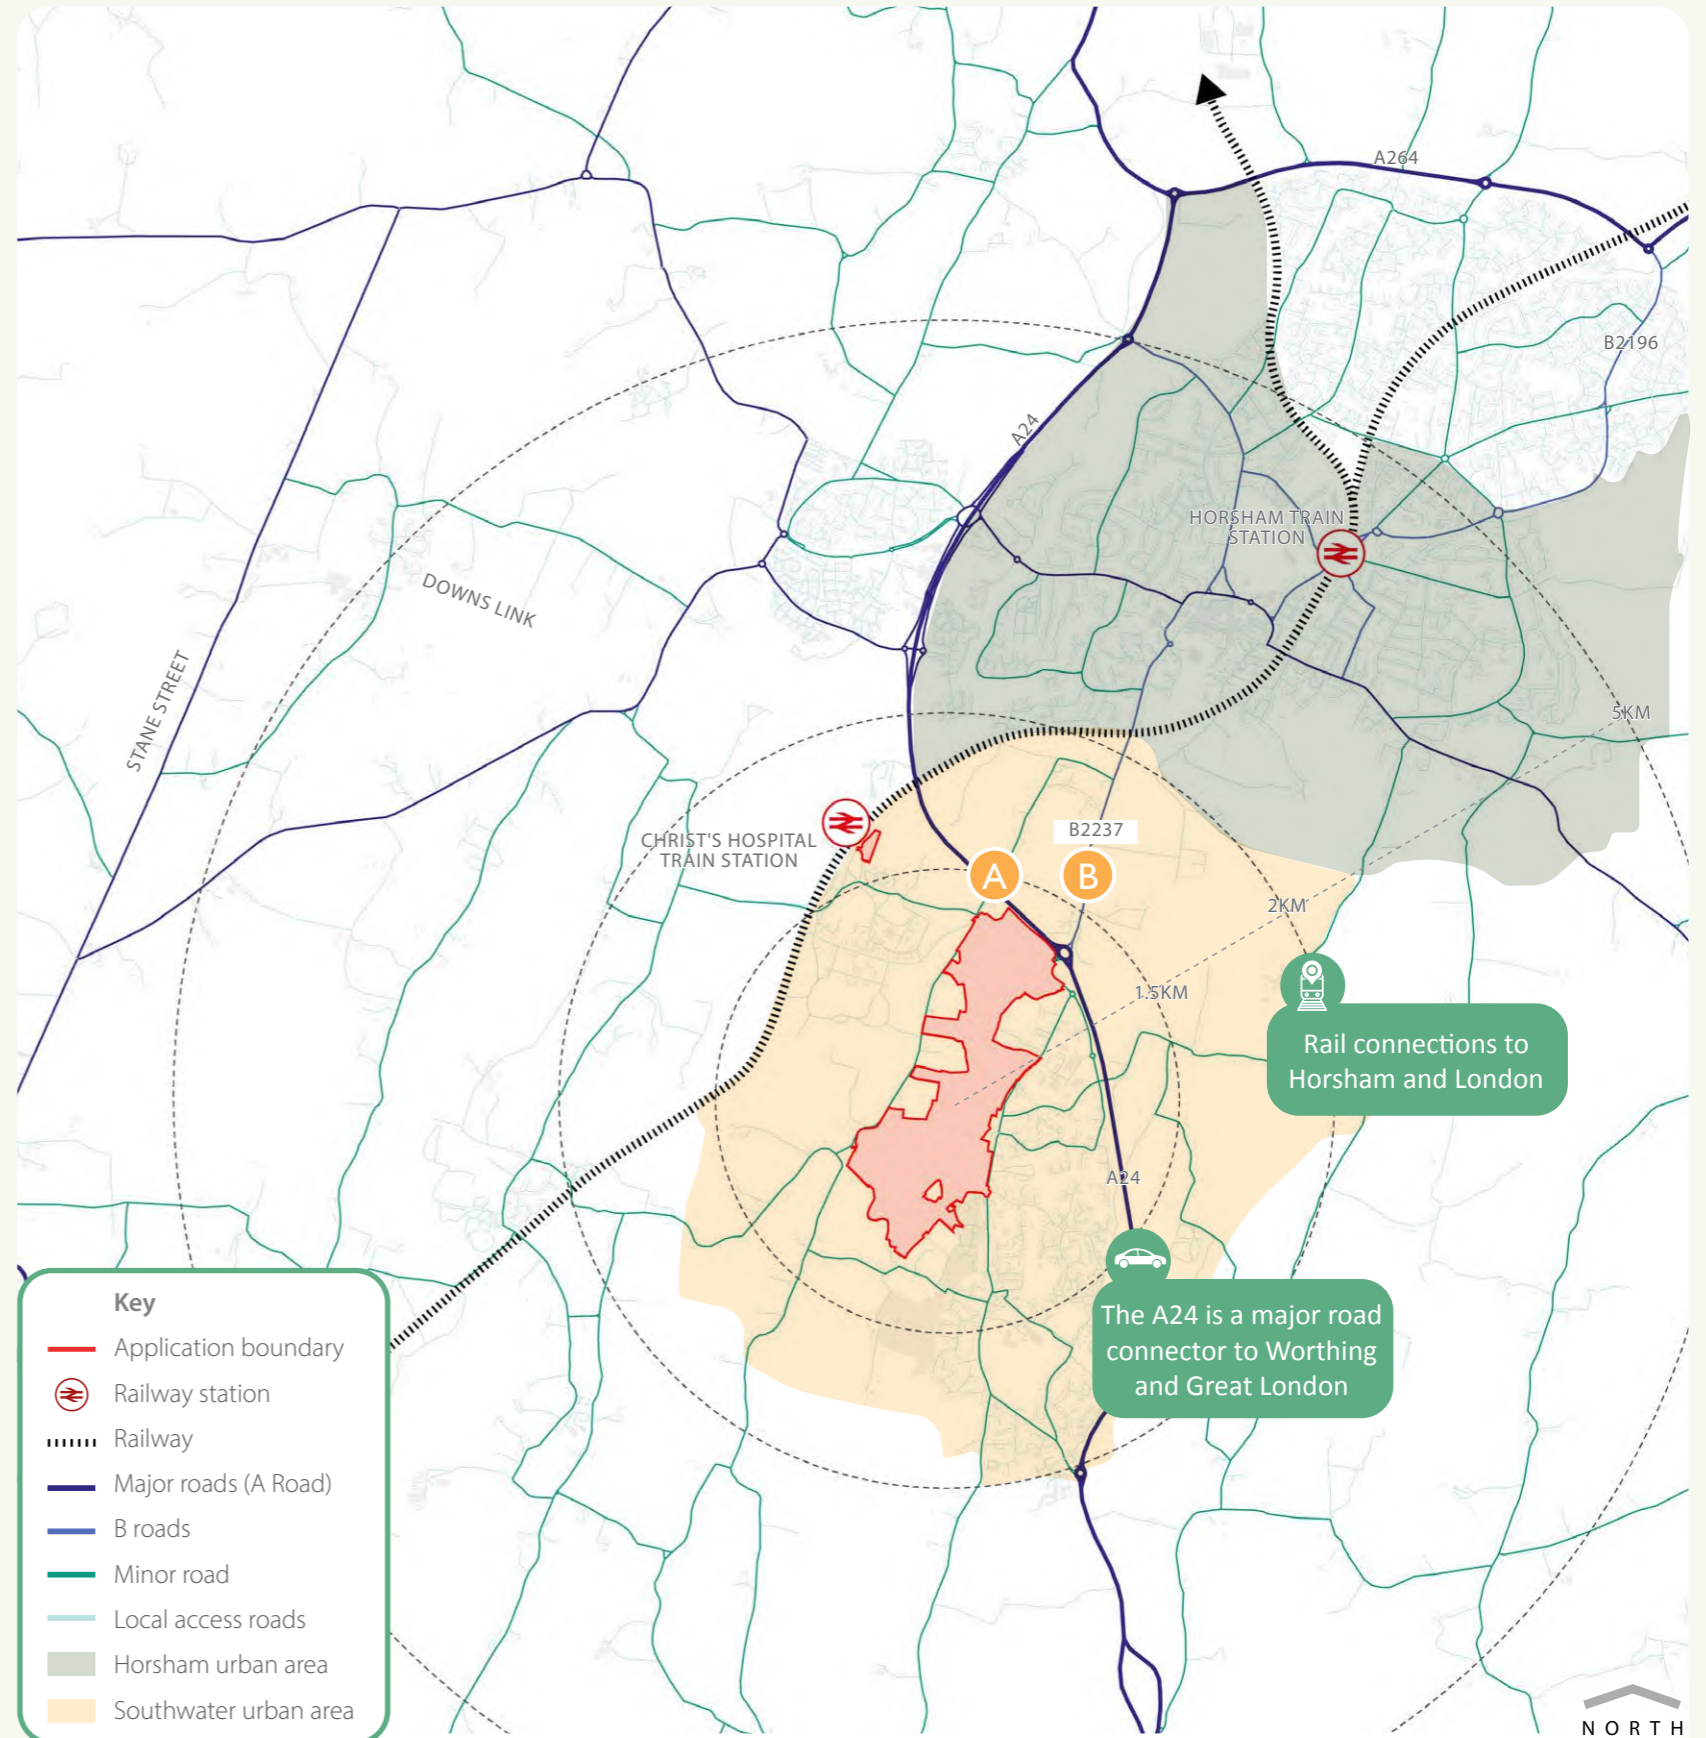 A264
B2196
A24
HORSHAM TRAIN
STATION
DOWNS LINK
STANE STREET
5KM
CHRIST'S HOSPITAL
TRAIN STATION
B2237
A
B
2KM
1.5KM
Rail connections to
Horsham and London
A24
The A24 is a major road
connector to Worthing
and Great London
Key
Application boundary
Railway station
Railway
Major roads (A Road)
B roads
Minor road
Local access roads
Horsham urban area
Southwater urban area
NORTH